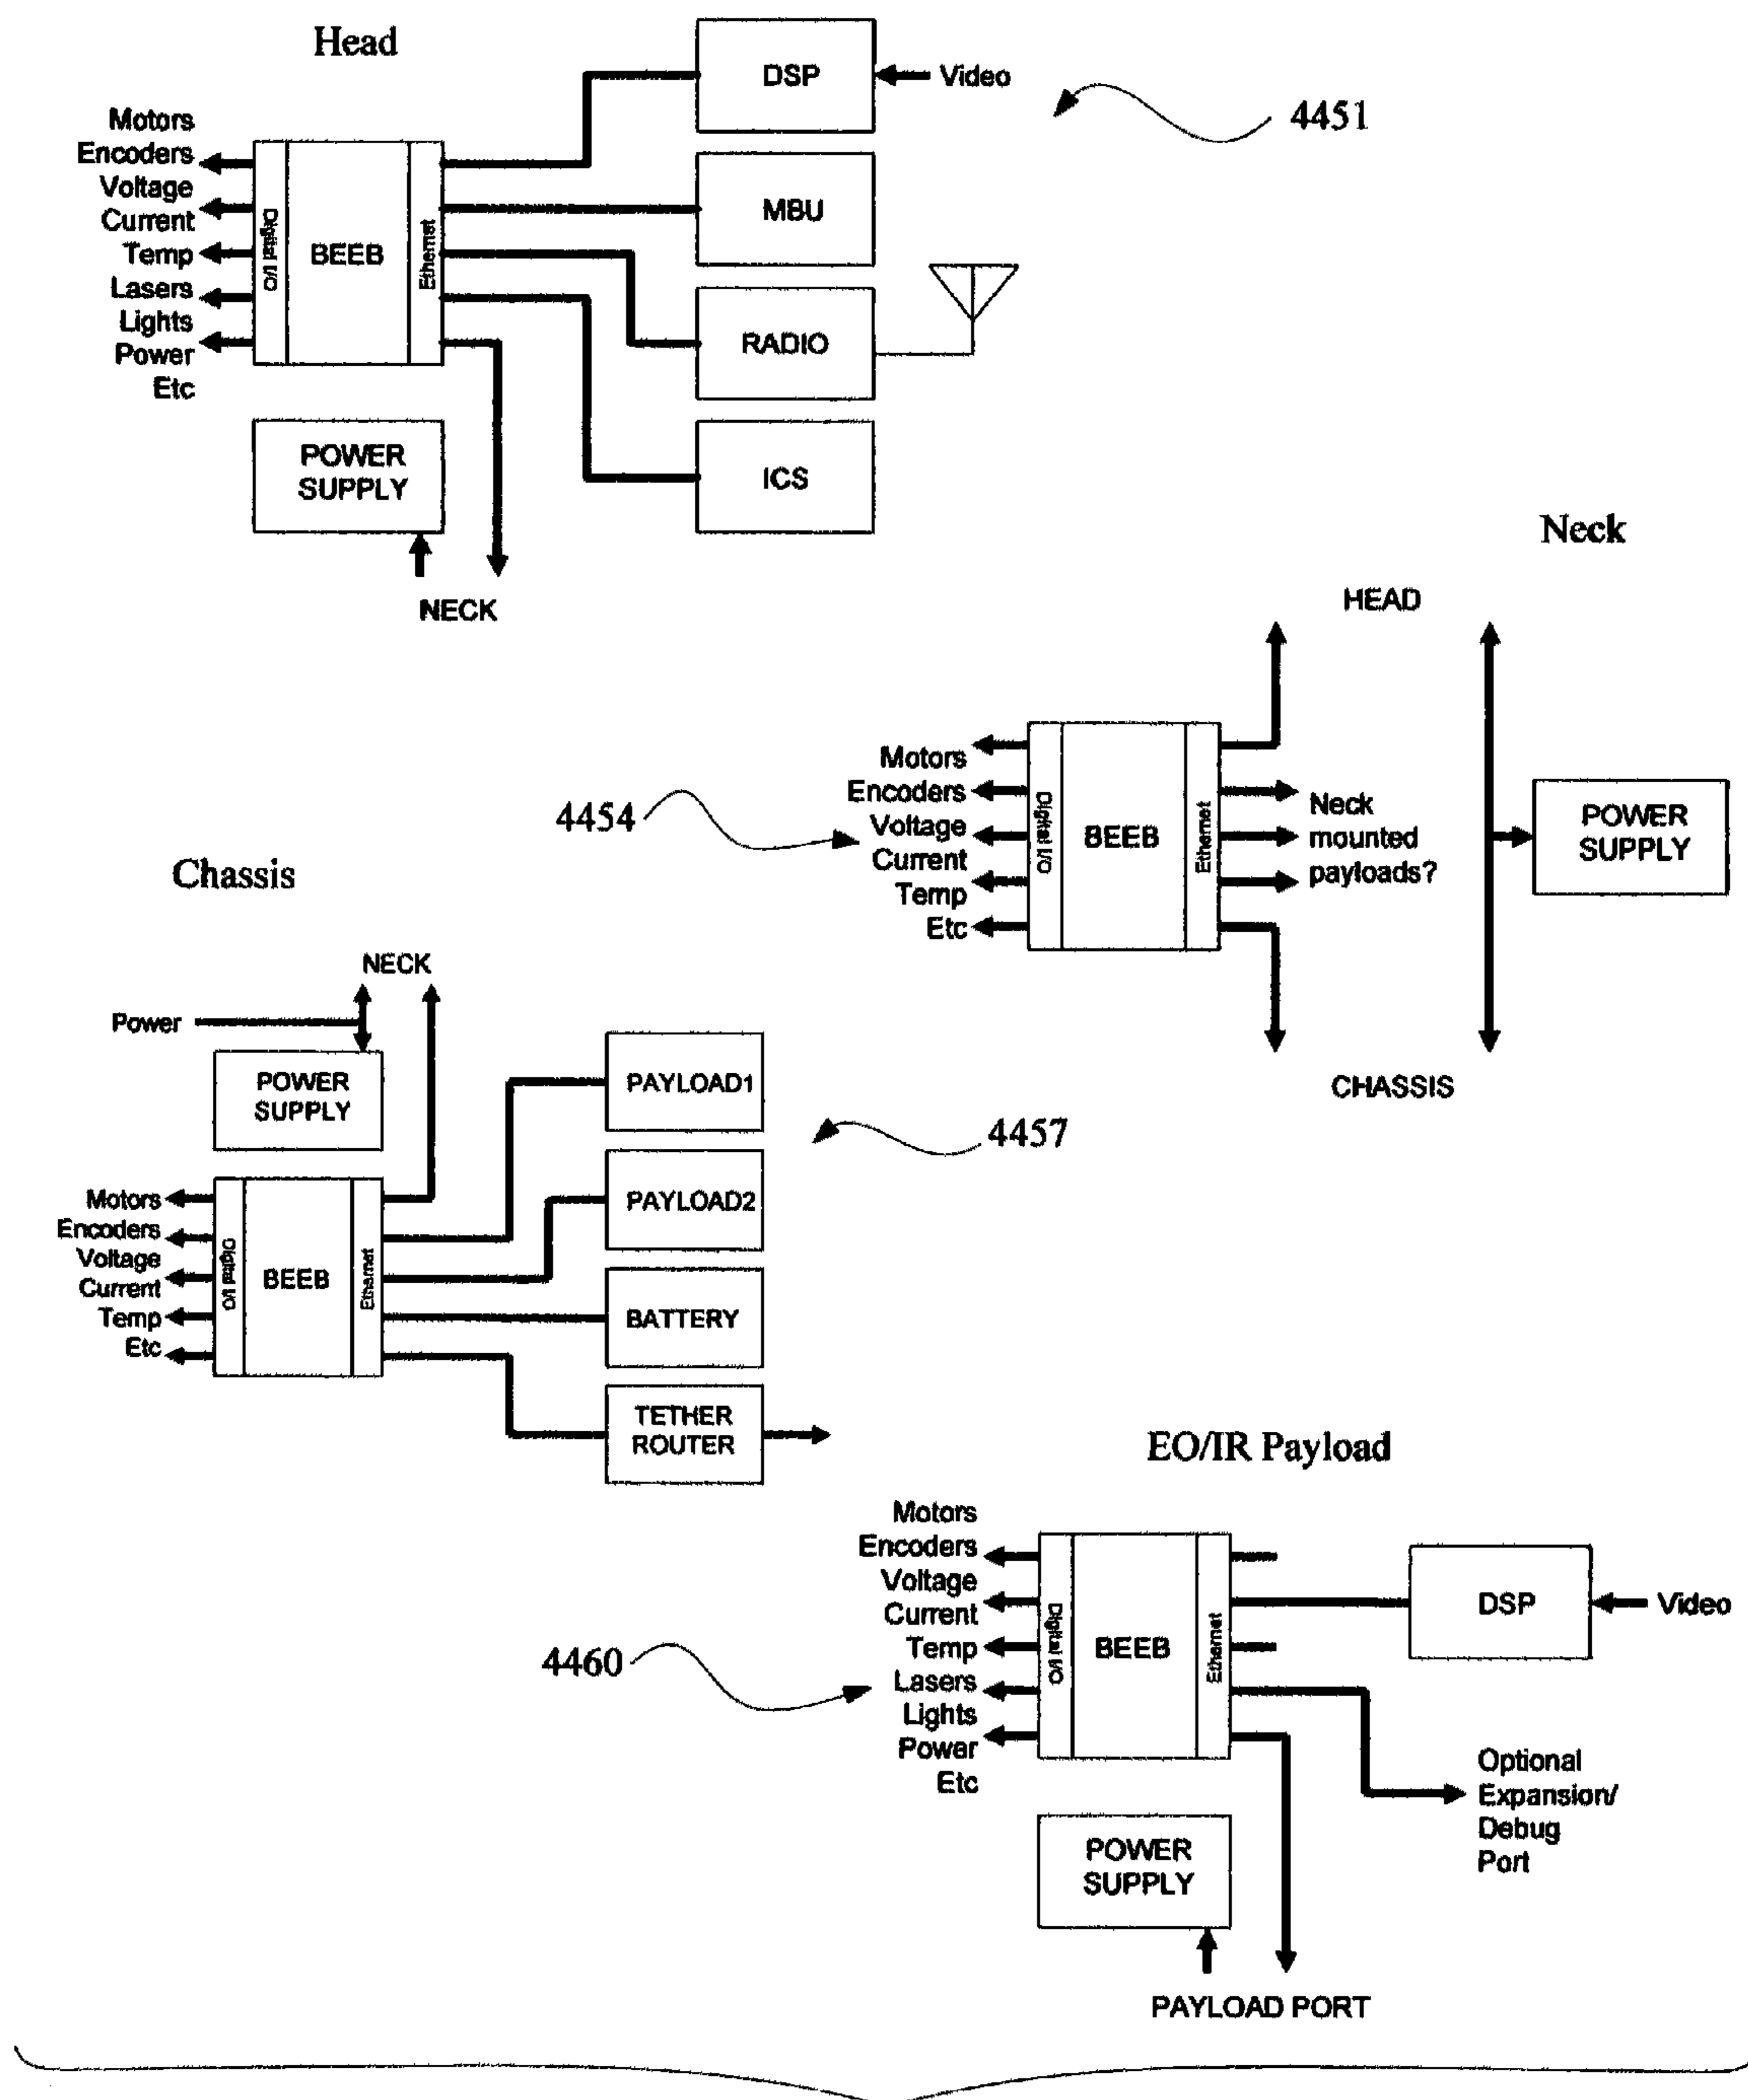 Head
DSP
Video
4451
Motors
Encoders
Voltage
Current
Temp
Lasers
Lights
Power
Etc
Digital I/O
BEEB
Ethernet
MBU
RADIO
ICS
POWER
SUPPLY
NECK
Neck
HEAD
Motors
Encoders
Voltage
Current
Temp
Etc
Digital I/O
BEEB
Ethernet
Neck
mounted
payloads?
POWER
SUPPLY
4454
CHASSIS
Chassis
NECK
Power
POWER
SUPPLY
Motors
Encoders
Voltage
Current
Temp
Etc
Digital I/O
BEEB
Ethernet
PAYLOAD1
PAYLOAD2
BATTERY
TETHER
ROUTER
4457
EO/IR Payload
Motors
Encoders
Voltage
Current
Temp
Lasers
Lights
Power
Etc
Digital I/O
BEEB
Ethernet
DSP
Video
4460
Optional
Expansion/
Debug
Port
POWER
SUPPLY
PAYLOAD PORT